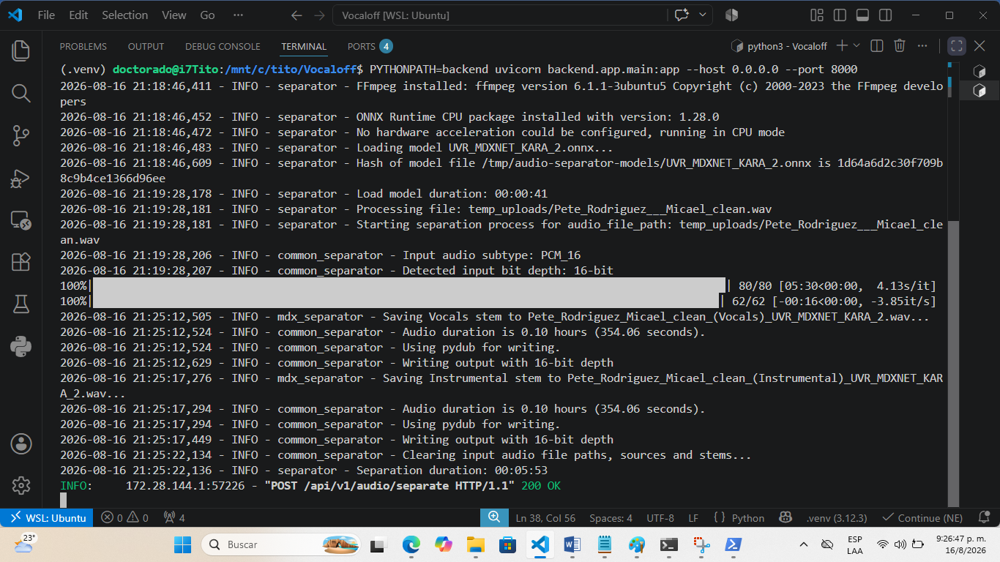 File Edit Selection View Go ··· Vocaloff [WSL: Ubuntu]
PROBLEMS OUTPUT DEBUG CONSOLE TERMINAL PORTS 4 python3 - Vocaloff
(.venv) doctorado@i7Tito:/mnt/c/tito/Vocaloff$ PYTHONPATH=backend uvicorn backend.app.main:app --host 0.0.0.0 --port 8000
2026-08-16 21:18:46,411 - INFO - separator - FFmpeg installed: ffmpeg version 6.1.1-3ubuntu5 Copyright (c) 2000-2023 the FFmpeg develo
pers
2026-08-16 21:18:46,452 - INFO - separator - ONNX Runtime CPU package installed with version: 1.28.0
2026-08-16 21:18:46,472 - INFO - separator - No hardware acceleration could be configured, running in CPU mode
2026-08-16 21:18:46,483 - INFO - separator - Loading model UVR_MDXNET_KARA_2.onnx...
2026-08-16 21:18:46,609 - INFO - separator - Hash of model file /tmp/audio-separator-models/UVR_MDXNET_KARA_2.onnx is 1d64a6d2c30f709b
8c9b4ce1366d96ee
2026-08-16 21:19:28,178 - INFO - separator - Load model duration: 00:00:41
2026-08-16 21:19:28,181 - INFO - separator - Processing file: temp_uploads/Pete_Rodriguez___Micael_clean.wav
2026-08-16 21:19:28,181 - INFO - separator - Starting separation process for audio_file_path: temp_uploads/Pete_Rodriguez___Micael_cle
an.wav
2026-08-16 21:19:28,206 - INFO - common_separator - Input audio subtype: PCM_16
2026-08-16 21:19:28,207 - INFO - common_separator - Detected input bit depth: 16-bit
100%| | 80/80 [05:30<00:00,  4.13s/it]
100%| | 62/62 [-00:16<00:00, -3.85it/s]
2026-08-16 21:25:12,505 - INFO - mdx_separator - Saving Vocals stem to Pete_Rodriguez_Micael_clean_(Vocals)_UVR_MDXNET_KARA_2.wav...
2026-08-16 21:25:12,524 - INFO - common_separator - Audio duration is 0.10 hours (354.06 seconds).
2026-08-16 21:25:12,524 - INFO - common_separator - Using pydub for writing.
2026-08-16 21:25:12,629 - INFO - common_separator - Writing output with 16-bit depth
2026-08-16 21:25:17,276 - INFO - mdx_separator - Saving Instrumental stem to Pete_Rodriguez_Micael_clean_(Instrumental)_UVR_MDXNET_KAR
A_2.wav...
2026-08-16 21:25:17,294 - INFO - common_separator - Audio duration is 0.10 hours (354.06 seconds).
2026-08-16 21:25:17,294 - INFO - common_separator - Using pydub for writing.
2026-08-16 21:25:17,449 - INFO - common_separator - Writing output with 16-bit depth
2026-08-16 21:25:22,134 - INFO - common_separator - Clearing input audio file paths, sources and stems...
2026-08-16 21:25:22,136 - INFO - separator - Separation duration: 00:05:53
INFO:     172.28.144.1:57226 - "POST /api/v1/audio/separate HTTP/1.1" 200 OK
WSL: Ubuntu 0 0 4 Ln 38, Col 56 Spaces: 4 UTF-8 LF { } Python .venv (3.12.3) Continue (NE)
23° Buscar ESP 9:26:47 p. m.
LAA 16/8/2026